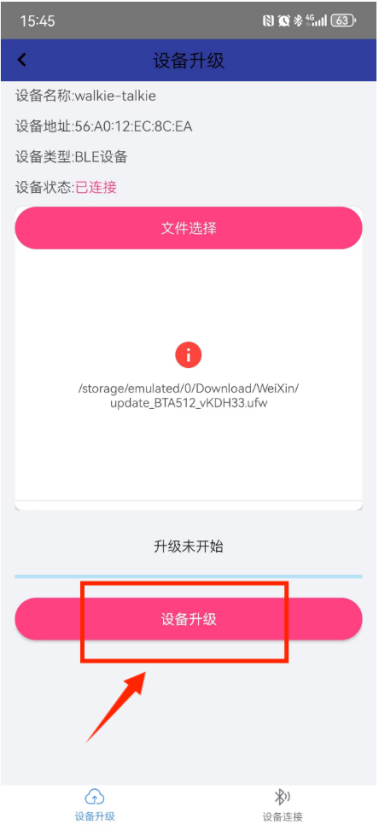 15:45
4G 63
设备升级
设备名称:walkie-talkie
设备地址:56:A0:12:EC:8C:EA
设备类型:BLE设备
设备状态:已连接
文件选择
/storage/emulated/0/Download/WeiXin/
update_BTA512_vKDH33.ufw
升级未开始
设备升级
设备升级
设备连接